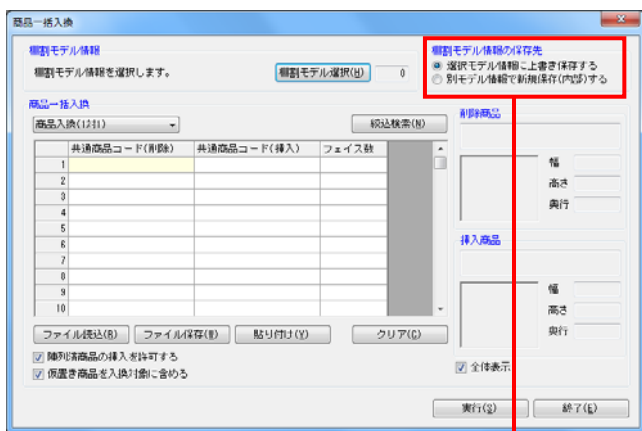 商品一括入換
棚割モデル情報
棚割モデル情報を選択します。
棚割モデル選択(H)
0
棚割モデル情報の保存先
選択モデル情報に上書き保存する
別モデル情報で新規保存(内部)する
商品一括入換
商品入換(1対1)
絞込検索(N)
共通商品コード(削除) 共通商品コード(挿入) フェイス数
1
2
3
4
5
6
7
8
9
10
削除商品
幅
高さ
奥行
挿入商品
幅
高さ
奥行
ファイル読込(R) ファイル保存(W) 貼り付け(Y) クリア(C)
陳列済商品の挿入を許可する
仮置き商品を入換対象に含める
全体表示
実行(S) 終了(E)